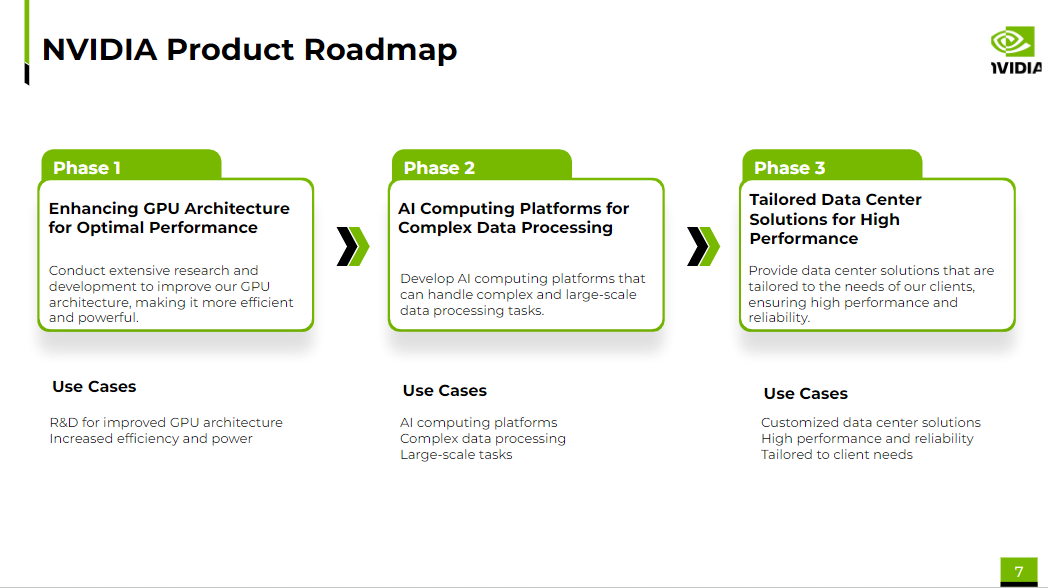 NVIDIA Product Roadmap
NVIDIA
Phase 1
Enhancing GPU Architecture
for Optimal Performance
Conduct extensive research and
development to improve our GPU
architecture, making it more efficient
and powerful.
Use Cases
R&D for improved GPU architecture
Increased efficiency and power
Phase 2
AI Computing Platforms for
Complex Data Processing
Develop AI computing platforms that
can handle complex and large-scale
data processing tasks.
Use Cases
AI computing platforms
Complex data processing
Large-scale tasks
Phase 3
Tailored Data Center
Solutions for High
Performance
Provide data center solutions that are
tailored to the needs of our clients,
ensuring high performance and
reliability.
Use Cases
Customized data center solutions
High performance and reliability
Tailored to client needs
7